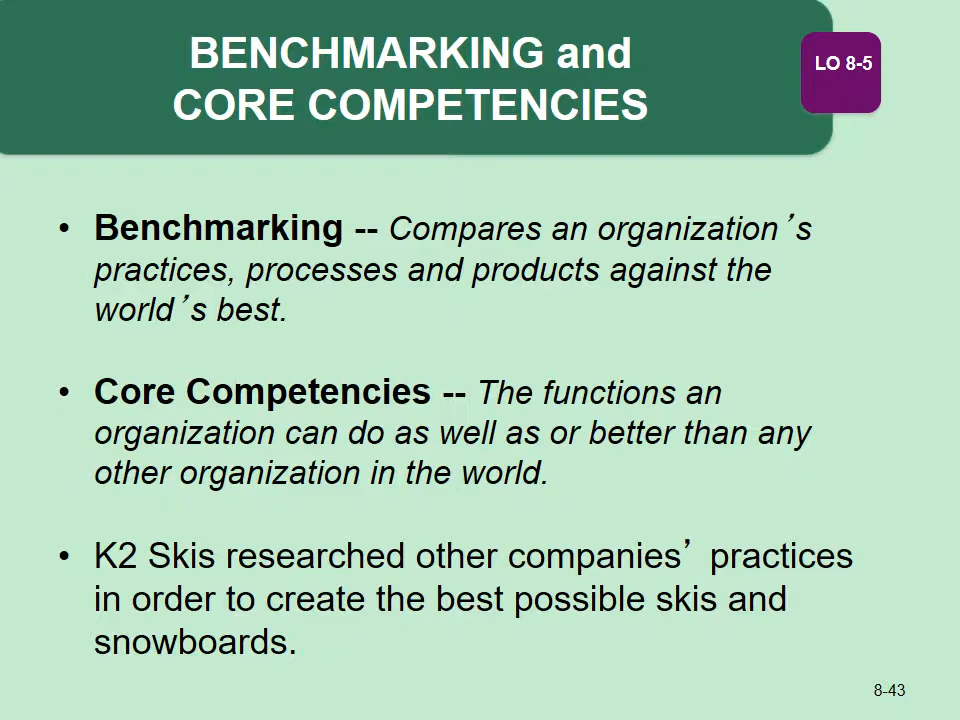 BENCHMARKING and
CORE COMPETENCIES
LO 8-5
• Benchmarking -- Compares an organization’s
practices, processes and products against the
world’s best.
• Core Competencies -- The functions an
organization can do as well as or better than any
other organization in the world.
• K2 Skis researched other companies’ practices
in order to create the best possible skis and
snowboards.
8-43